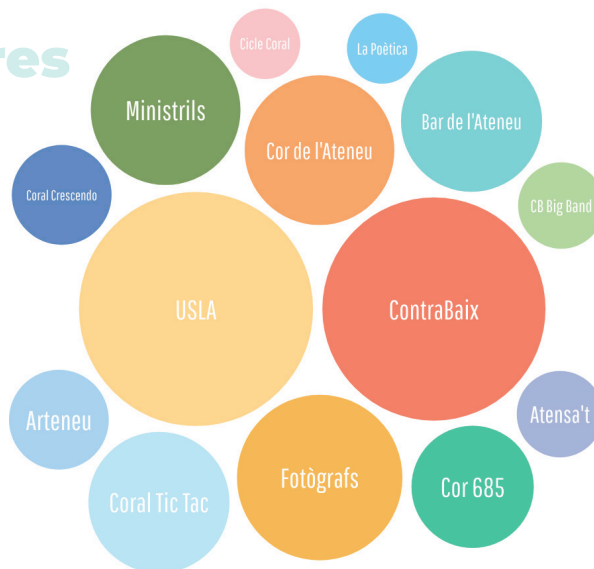 Cicle Coral
La Poètica
Ministrils
Bar de l'Ateneu
Cor de l'Ateneu
Coral Crescendo
CB Big Band
USLA
ContraBaix
Arteneu
Atensa't
Fotògrafs
Cor 685
Coral Tic Tac